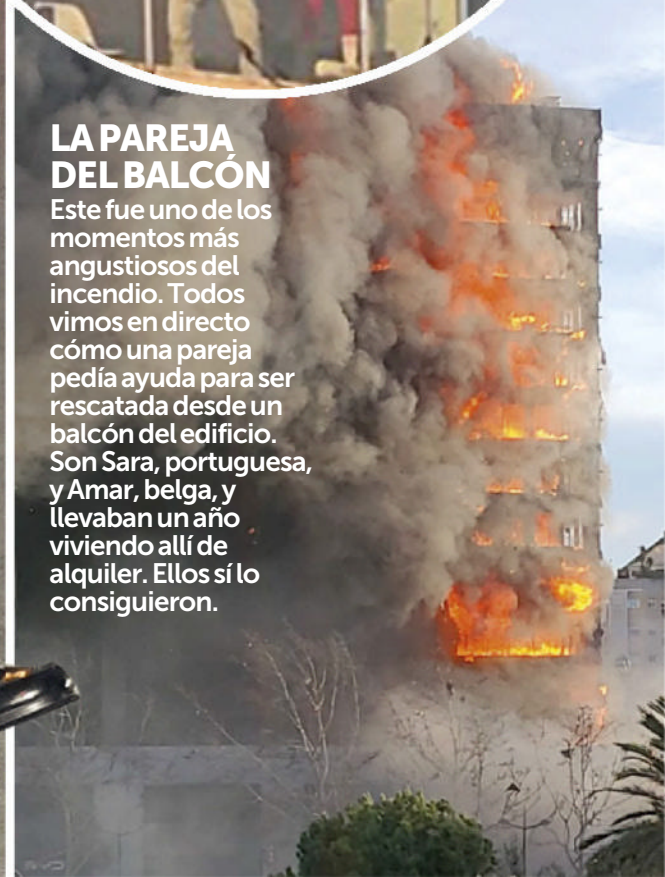 LA PAREJA
DEL BALCÓN
Este fue uno de los
momentos más
angustiosos del
incendio. Todos
vimos en directo
cómo una pareja
pedía ayuda para ser
rescatada desde un
balcón del edificio.
Son Sara, portuguesa,
y Amar, belga, y
llevaban un año
viviendo allí de
alquiler. Ellos sí lo
consiguieron.